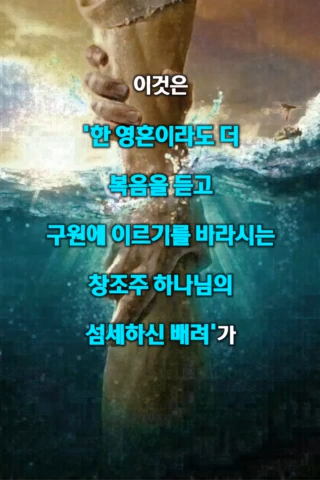 이것은
'한 영혼이라도 더
복음을 듣고
구원에 이르기를 바라시는
창조주 하나님의
섬세하신 배려'가